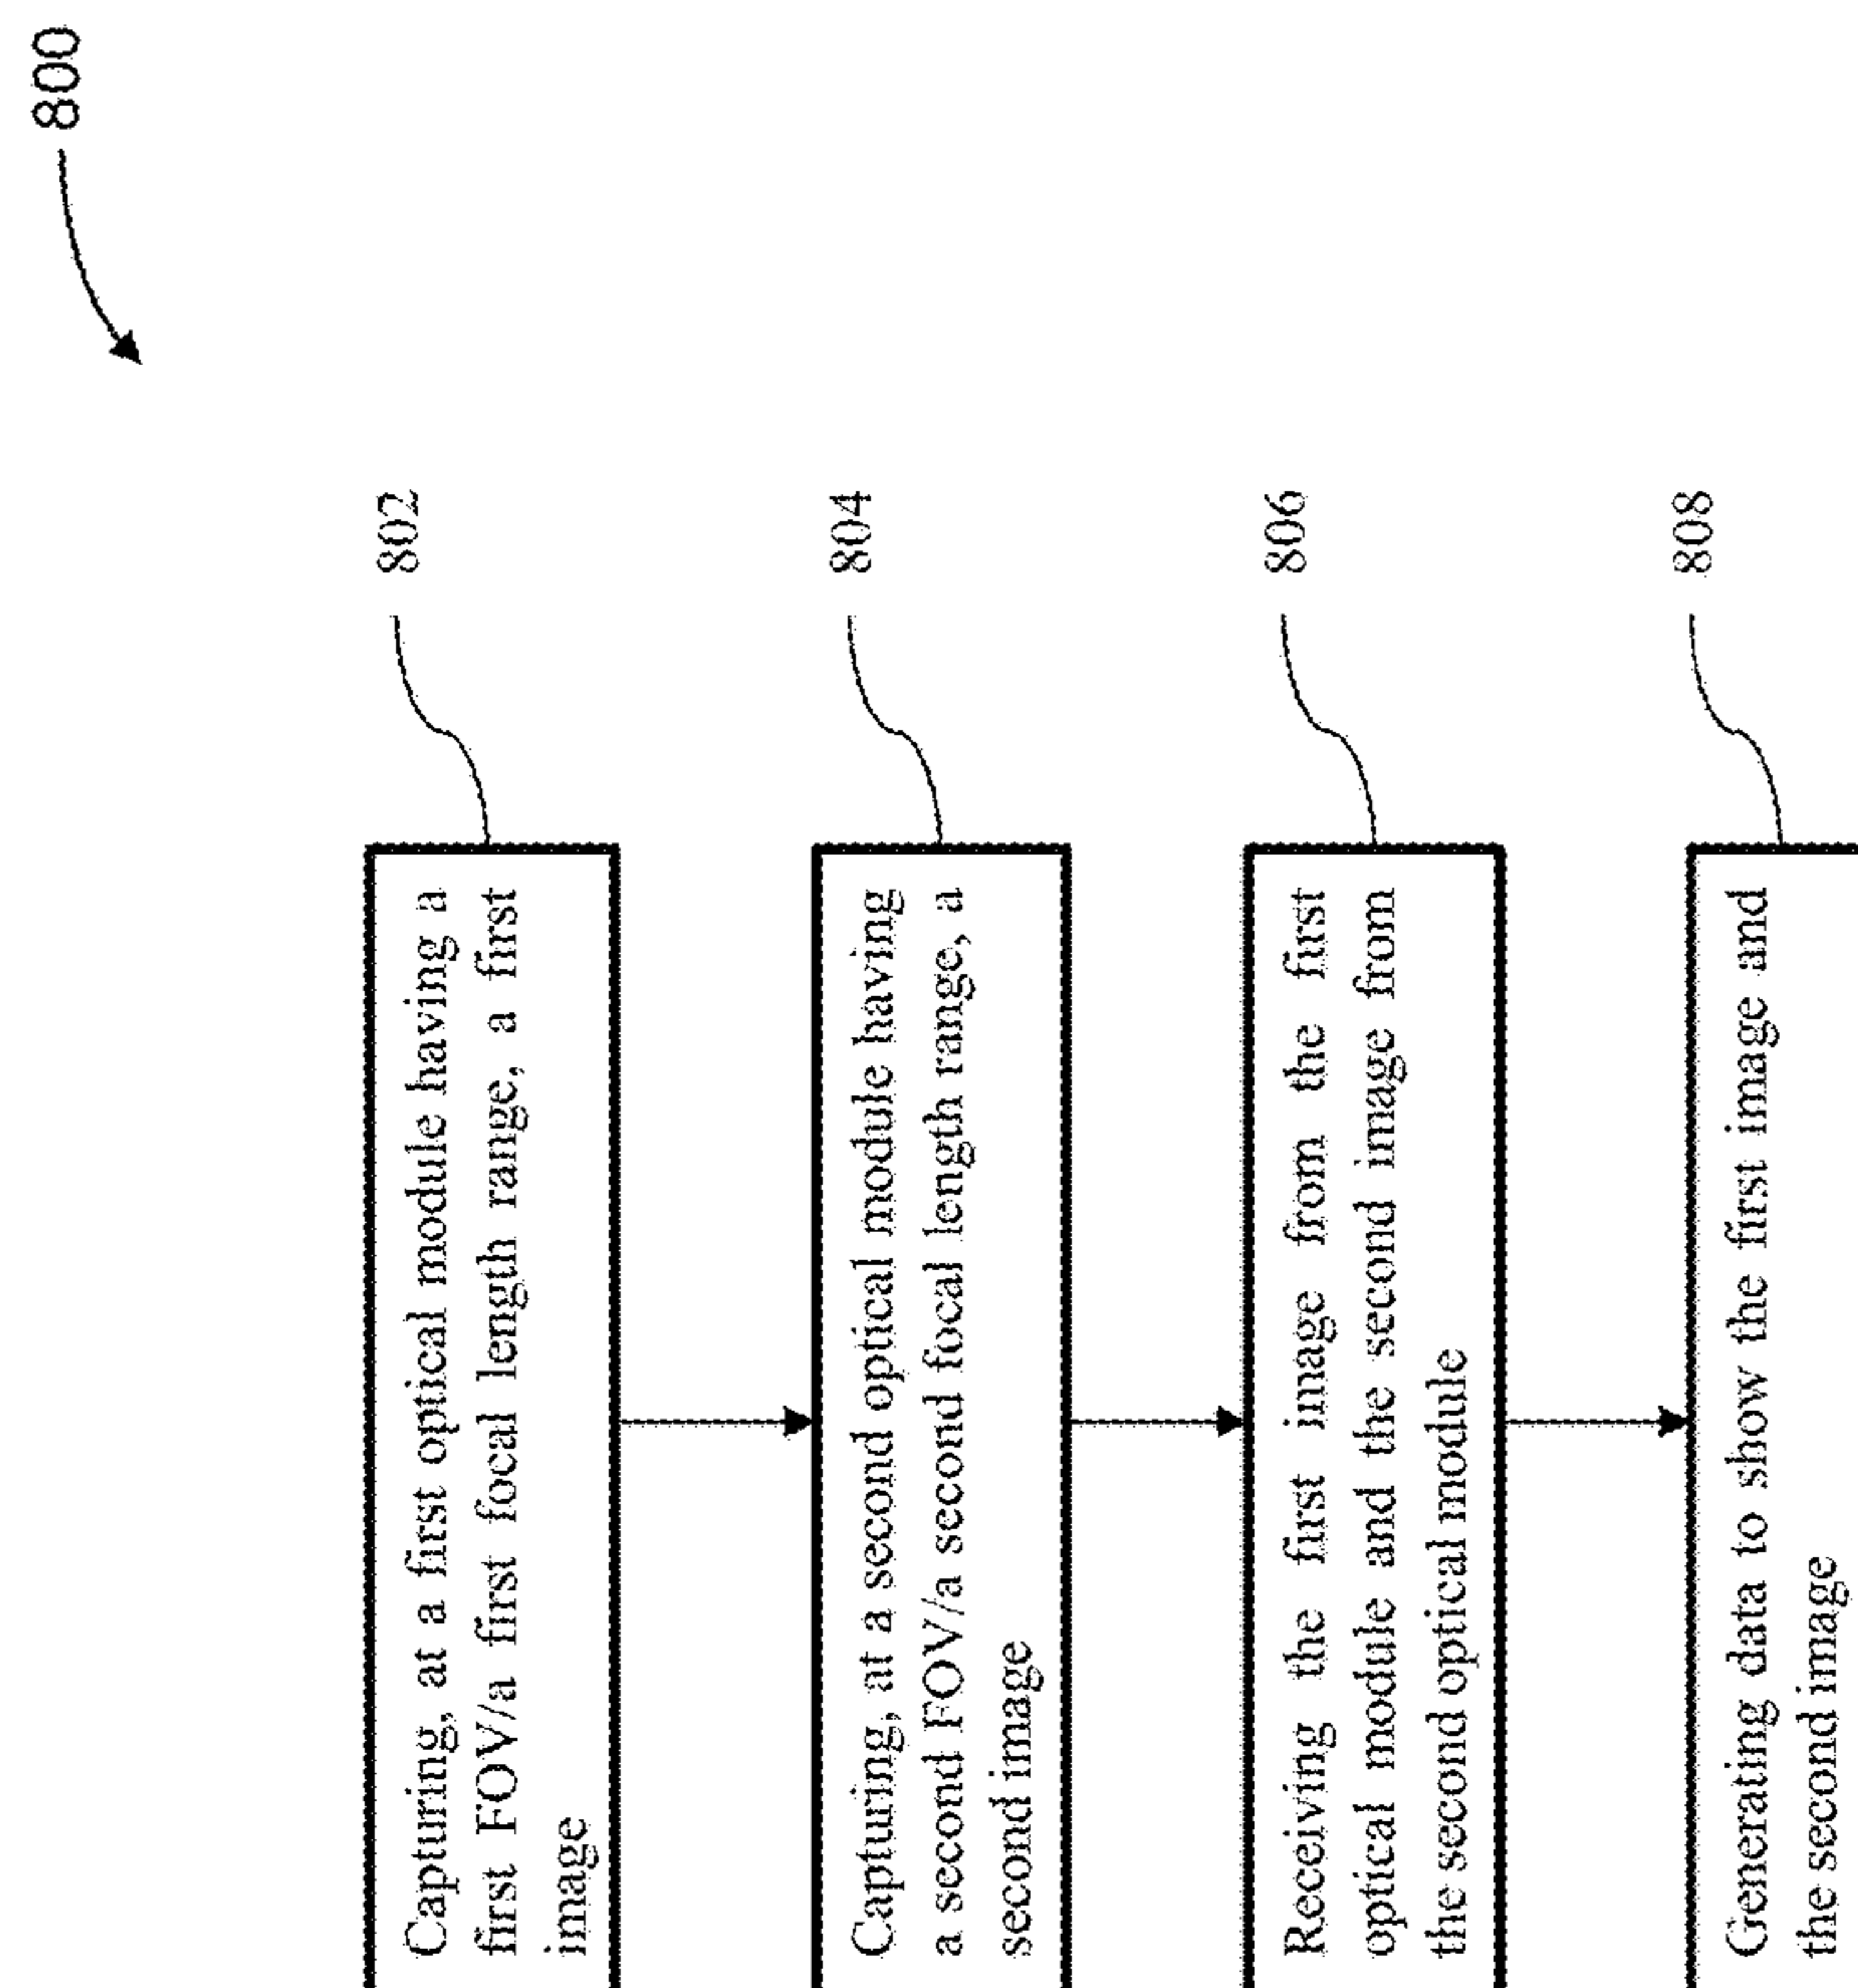 800
802
Capturing, at a first optical module having a
first FOV/a first focal length range, a first
image
804
Capturing, at a second optical module having
a second FOV/a second focal length range, a
second image
806
Receiving the first image from the first
optical module and the second image from
the second optical module
808
Generating data to show the first image and
the second image